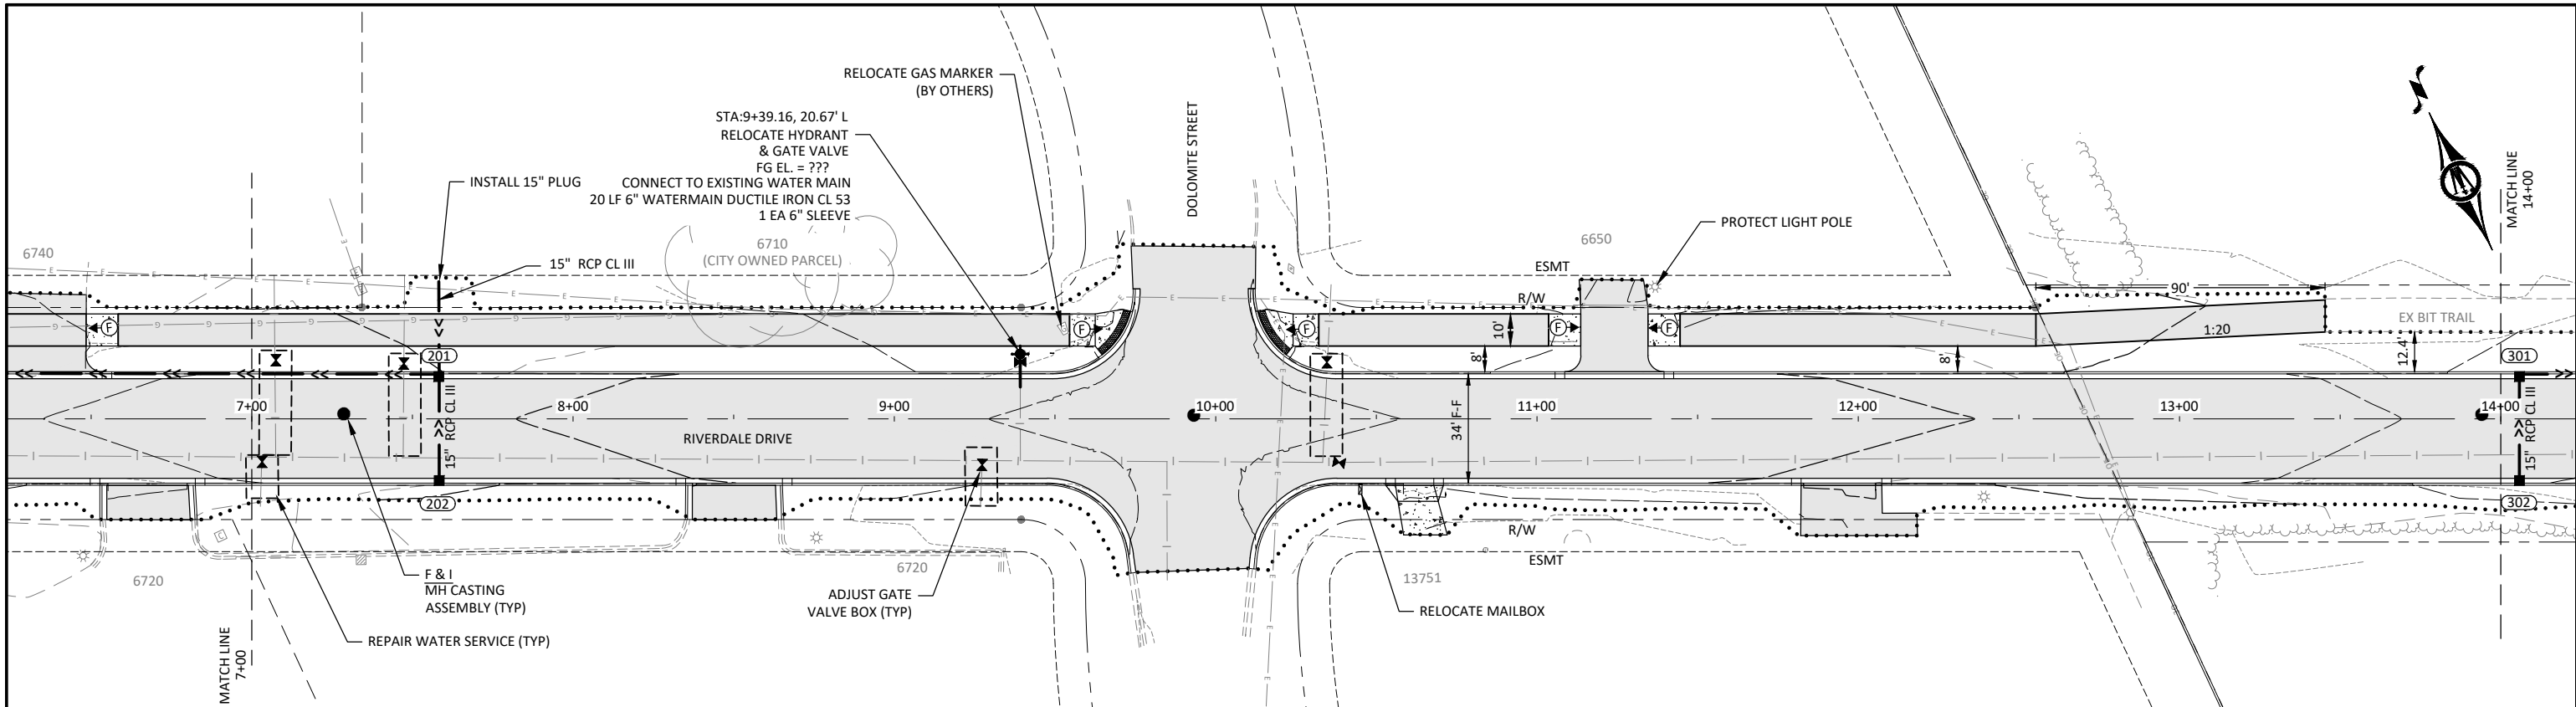 RELOCATE GAS MARKER
(BY OTHERS)
STA:9+39.16, 20.67' L
RELOCATE HYDRANT
& GATE VALVE
FG EL. = ???
CONNECT TO EXISTING WATER MAIN
20 LF 6" WATERMAIN DUCTILE IRON CL 53
1 EA 6" SLEEVE
INSTALL 15" PLUG
15" RCP CL III
DOLOMITE STREET
PROTECT LIGHT POLE
N
MATCH LINE
14+00
6740
6710
(CITY OWNED PARCEL)
6650
ESMT
R/W
90'
1:20
EX BIT TRAIL
F
F
F
F
F
10'
8'
8'
12.4'
201
301
7+00
8+00
9+00
10+00
11+00
12+00
13+00
14+00
15" RCP CL III
RIVERDALE DRIVE
34' F-F
15" RCP CL III
202
302
R/W
ESMT
6720
6720
13751
F & I
MH CASTING
ASSEMBLY (TYP)
REPAIR WATER SERVICE (TYP)
ADJUST GATE
VALVE BOX (TYP)
RELOCATE MAILBOX
MATCH LINE
7+00